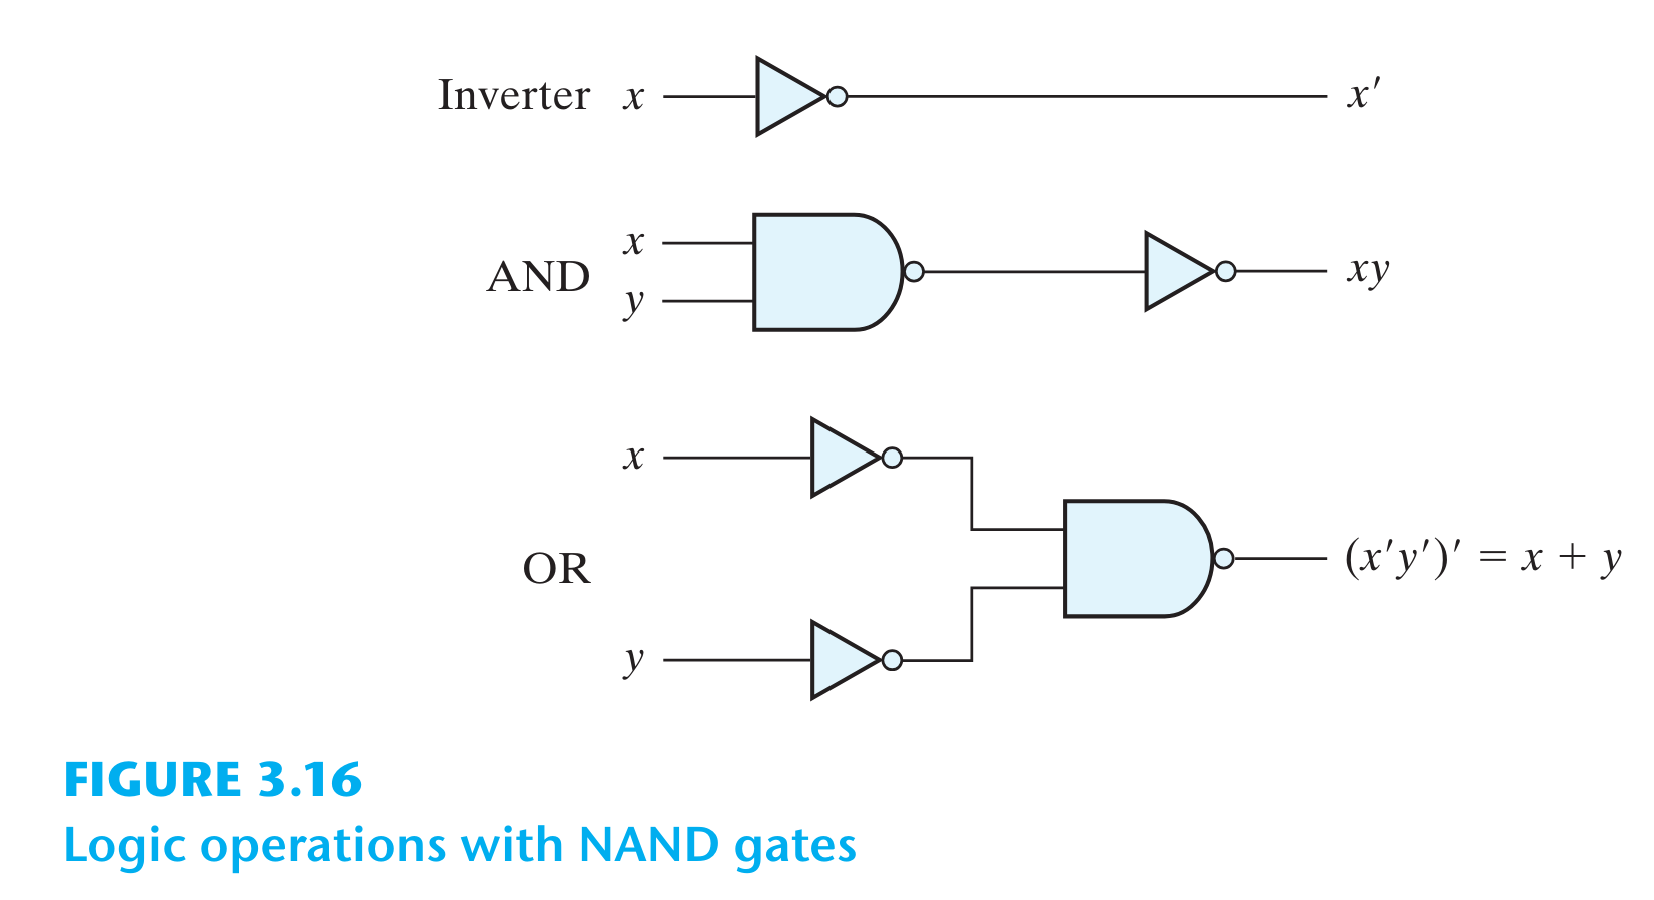 Inverter x x′
x
AND xy
y
x
OR (x′y′)′ = x + y
y
FIGURE 3.16
Logic operations with NAND gates